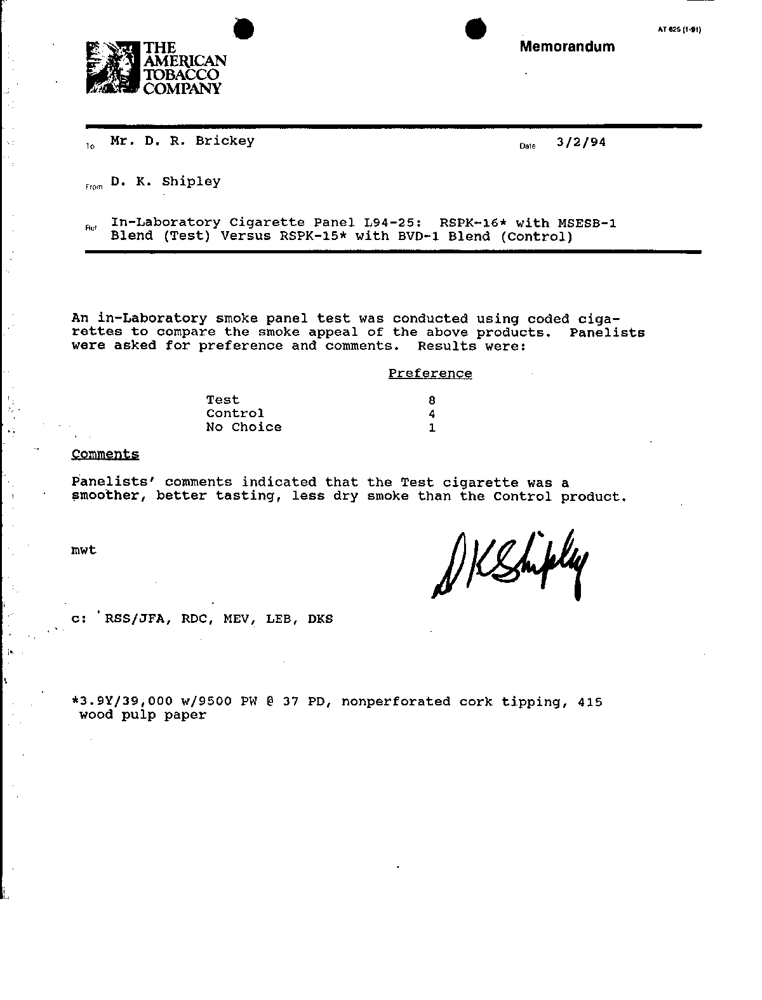 AT 625 (1-91)
THE
AMERICAN
TOBACCO
COMPANY
Memorandum
To Mr. D. R. Brickey Date 3/2/94
From D. K. Shipley
Ref In-Laboratory Cigarette Panel L94-25: RSPK-16* with MSESB-1
Blend (Test) Versus RSPK-15* with BVD-1 Blend (Control)
An in-Laboratory smoke panel test was conducted using coded ciga-
rettes to compare the smoke appeal of the above products. Panelists
were asked for preference and comments. Results were:
Preference
Test 8
Control 4
No Choice 1
Comments
Panelists' comments indicated that the Test cigarette was a
smoother, better tasting, less dry smoke than the Control product.
mwt
DKShipley
c: RSS/JFA, RDC, MEV, LEB, DKS
*3.9Y/39,000 w/9500 PW @ 37 PD, nonperforated cork tipping, 415
wood pulp paper